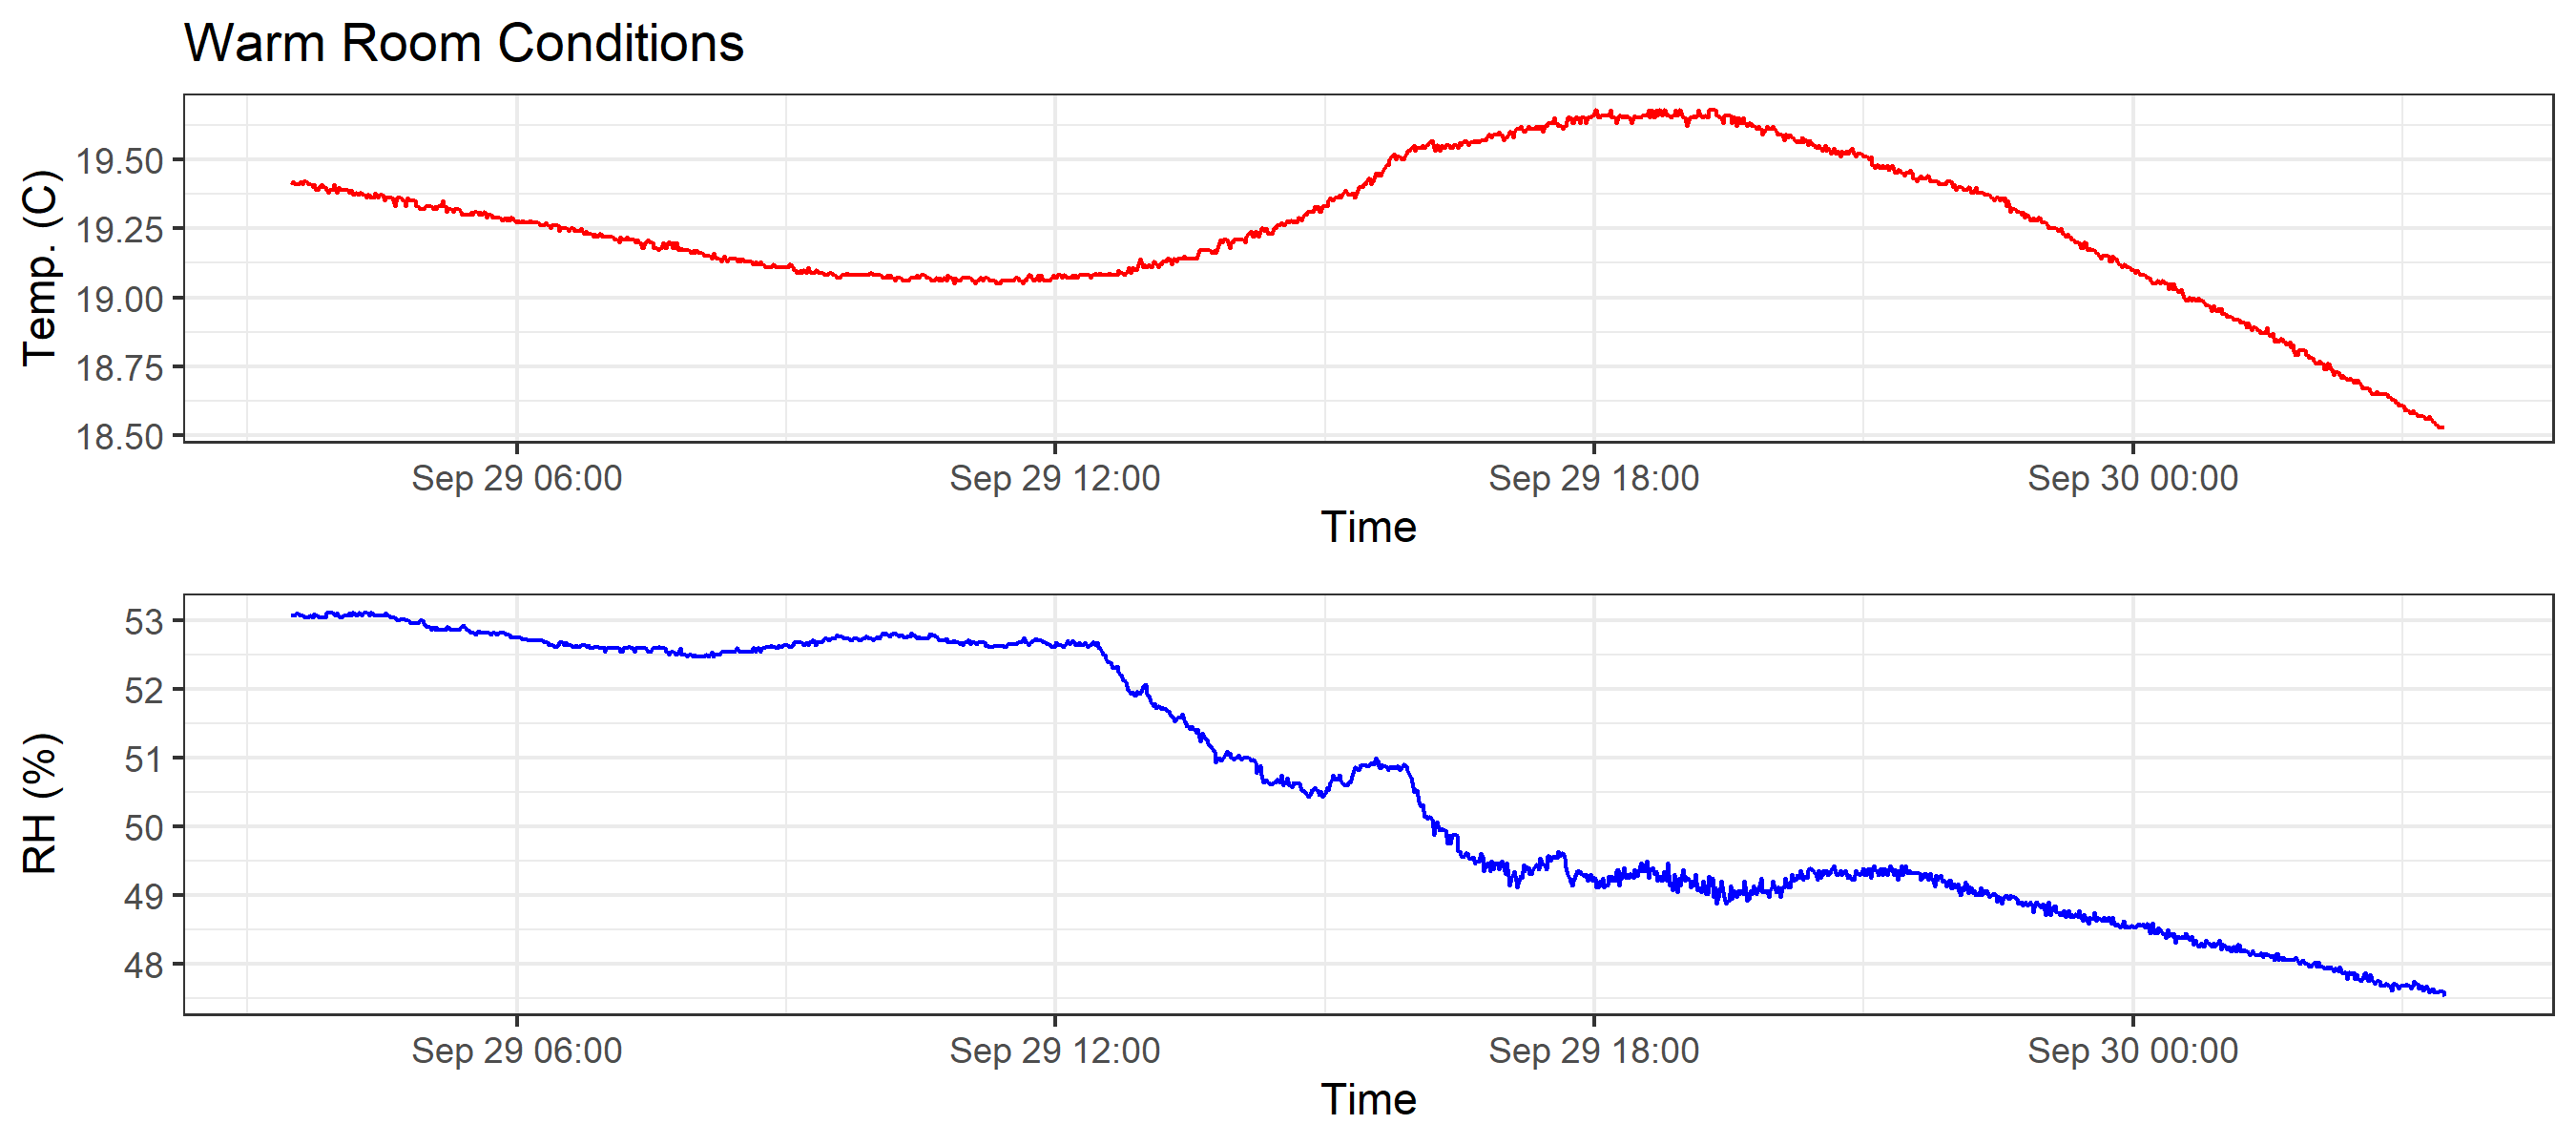 Warm Room Conditions
Temp. (C)
19.50
19.25
19.00
18.75
18.50
Sep 29 06:00 Sep 29 12:00 Sep 29 18:00 Sep 30 00:00
Time
RH (%)
53
52
51
50
49
48
Sep 29 06:00 Sep 29 12:00 Sep 29 18:00 Sep 30 00:00
Time